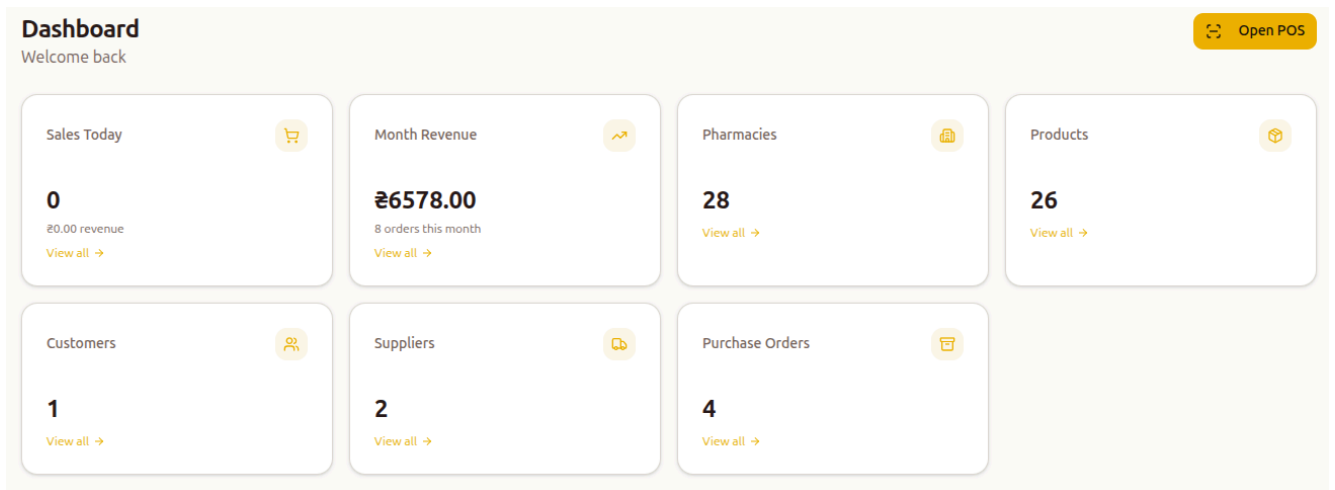 Dashboard
Welcome back
Open POS
Sales Today
0
₴0.00 revenue
View all →
Month Revenue
₴6578.00
8 orders this month
View all →
Pharmacies
28
View all →
Products
26
View all →
Customers
1
View all →
Suppliers
2
View all →
Purchase Orders
4
View all →